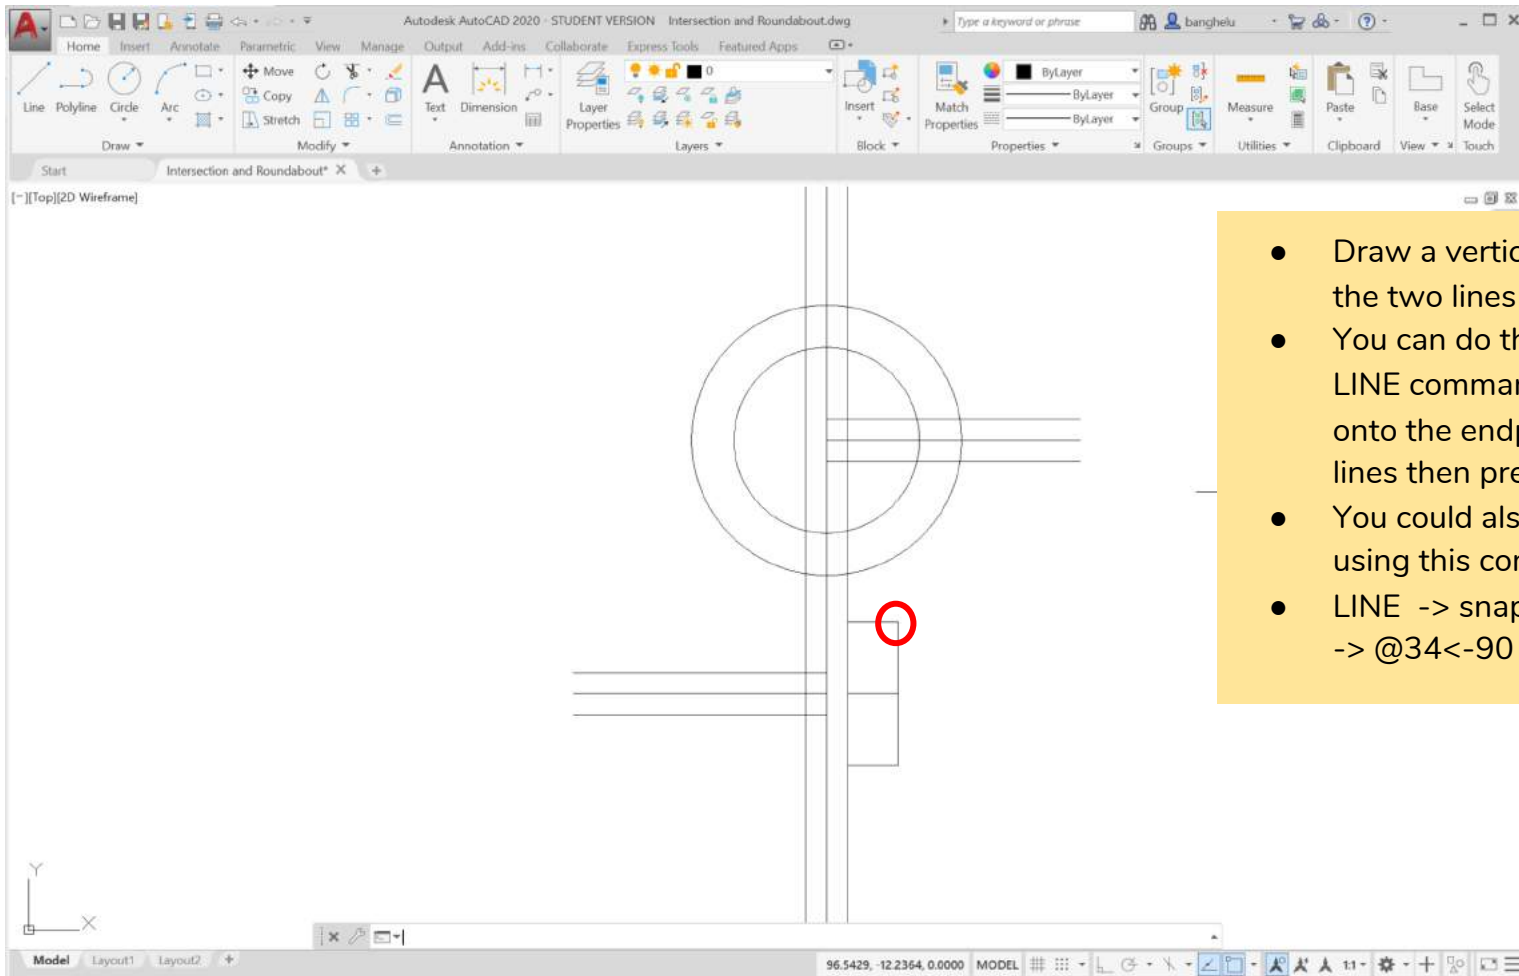 Autodesk AutoCAD 2020 - STUDENT VERSION Intersection and Roundabout.dwg
Type a keyword or phrase
banghelu
Home Insert Annotate Parametric View Manage Output Add-ins Collaborate Express Tools Featured Apps
Move
Copy
Stretch
Line Polyline Circle Arc
Text Dimension
Layer
Properties
0
Insert
Match
Properties
ByLayer
ByLayer
ByLayer
Group
Measure
Paste
Base
Select
Mode
Draw Modify Annotation Layers Block Properties Groups Utilities Clipboard View Touch
Start Intersection and Roundabout* +
[-][Top][2D Wireframe]
● Draw a vertic
the two lines
● You can do th
LINE comma
onto the end
lines then pre
● You could als
using this co
● LINE -> snap
-> @34<-90
Y
X
Model Layout1 Layout2 +
96.5429, -12.2364, 0.0000 MODEL 1:1